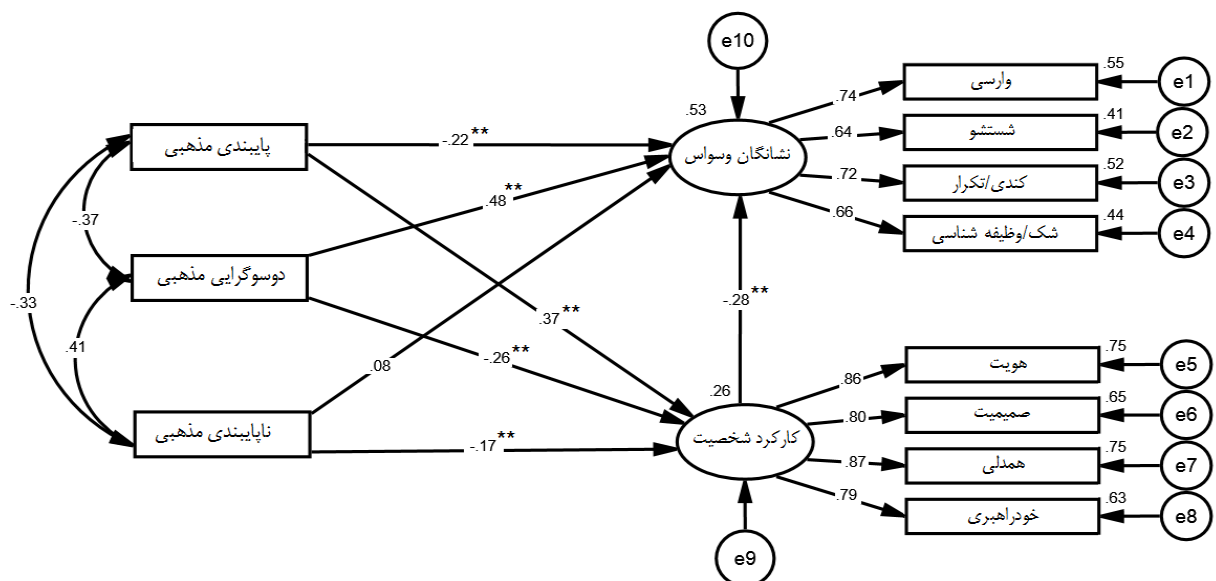 e10
.53
نشانگان وسواس
.74
وارسی
.55
e1
.64
شستشو
.41
e2
.72
کندی/تکرار
.52
e3
.66
شک/وظیفه شناسی
.44
e4
پایبندی مذهبی
-.22**
-.37
.48**
دوسوگرایی مذهبی
-.33
.37**
-.28**
.41
-.26**
.08
.26
ناپایبندی مذهبی
-.17**
کارکرد شخصیت
.86
هویت
.75
e5
.80
صمیمیت
.65
e6
.87
همدلی
.75
e7
.79
خودراهبری
.63
e8
e9